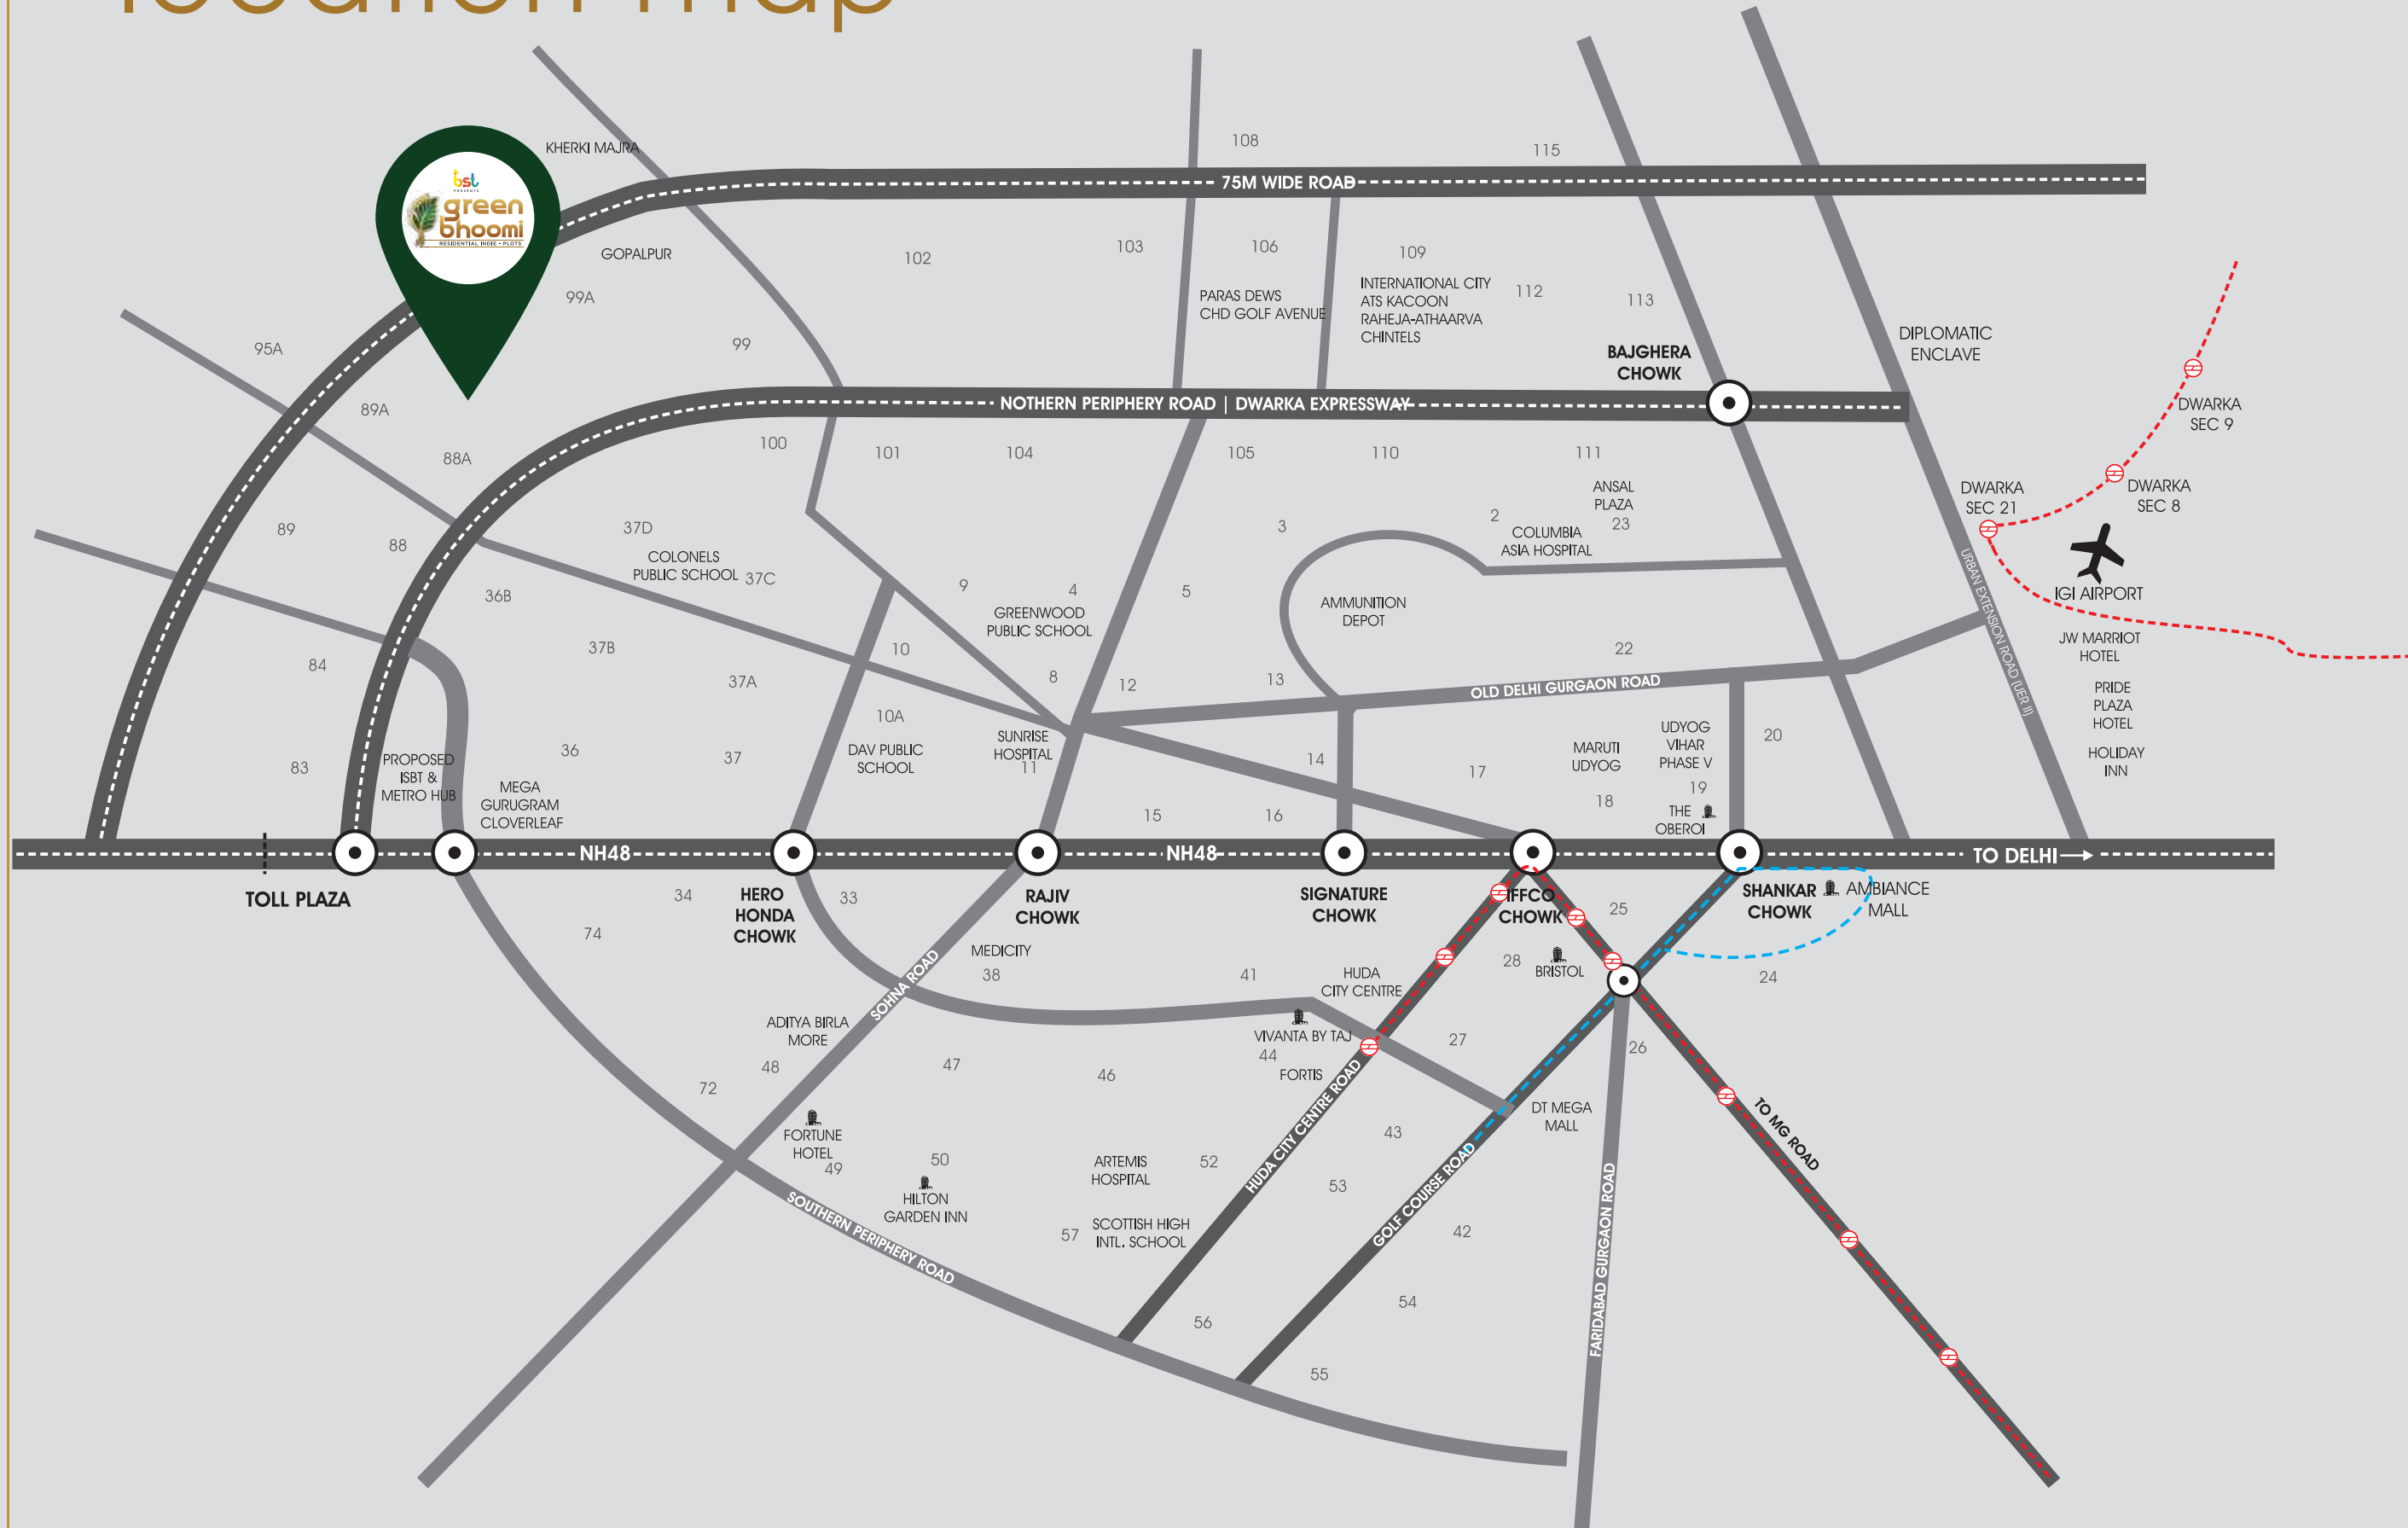 location map
108
115
KHERKI MAJRA
75M WIDE ROAD
bst
PRESENTS
green
bhoomi
RESIDENTIAL INDIE - PLOTS
GOPALPUR
99A
102
103
106
109
INTERNATIONAL CITY
ATS KACOON
RAHEJA-ATHAARVA
CHINTELS
112
113
PARAS DEWS
CHD GOLF AVENUE
99
95A
89A
88A
BAJGHERA
CHOWK
DIPLOMATIC
ENCLAVE
NOTHERN PERIPHERY ROAD | DWARKA EXPRESSWAY
DWARKA
SEC 9
DWARKA
SEC 8
DWARKA
SEC 21
100
101
104
105
110
111
ANSAL
PLAZA
23
2
COLUMBIA
ASIA HOSPITAL
3
89
88
37D
COLONELS
PUBLIC SCHOOL
37C
36B
9
4
5
GREENWOOD
PUBLIC SCHOOL
AMMUNITION
DEPOT
URBAN EXTENSION ROAD (UER II)
IGI AIRPORT
JW MARRIOT
HOTEL
PRIDE
PLAZA
HOTEL
HOLIDAY
INN
84
37B
37A
10
8
12
13
22
OLD DELHI GURGAON ROAD
10A
DAV PUBLIC
SCHOOL
SUNRISE
HOSPITAL
11
36
37
83
PROPOSED
ISBT &
METRO HUB
MEGA
GURUGRAM
CLOVERLEAF
14
15
16
17
MARUTI
UDYOG
18
UDYOG
VIHAR
PHASE V
19
20
THE
OBEROI
NH48
NH48
TO DELHI
TOLL PLAZA
34
HERO
HONDA
CHOWK
33
RAJIV
CHOWK
SIGNATURE
CHOWK
IFFCO
CHOWK
25
SHANKAR
CHOWK
AMBIANCE
MALL
74
SOHNA ROAD
MEDICITY
38
41
HUDA
CITY CENTRE
28
BRISTOL
24
ADITYA BIRLA
MORE
48
72
47
46
VIVANTA BY TAJ
44
FORTIS
27
26
HUDA CITY CENTRE ROAD
43
DT MEGA
MALL
TO MG ROAD
FORTUNE
HOTEL
49
50
HILTON
GARDEN INN
ARTEMIS
HOSPITAL
52
53
57
SCOTTISH HIGH
INTL. SCHOOL
GOLF COURSE ROAD
42
FARIDABAD GURGAON ROAD
SOUTHERN PERIPHERY ROAD
54
56
55